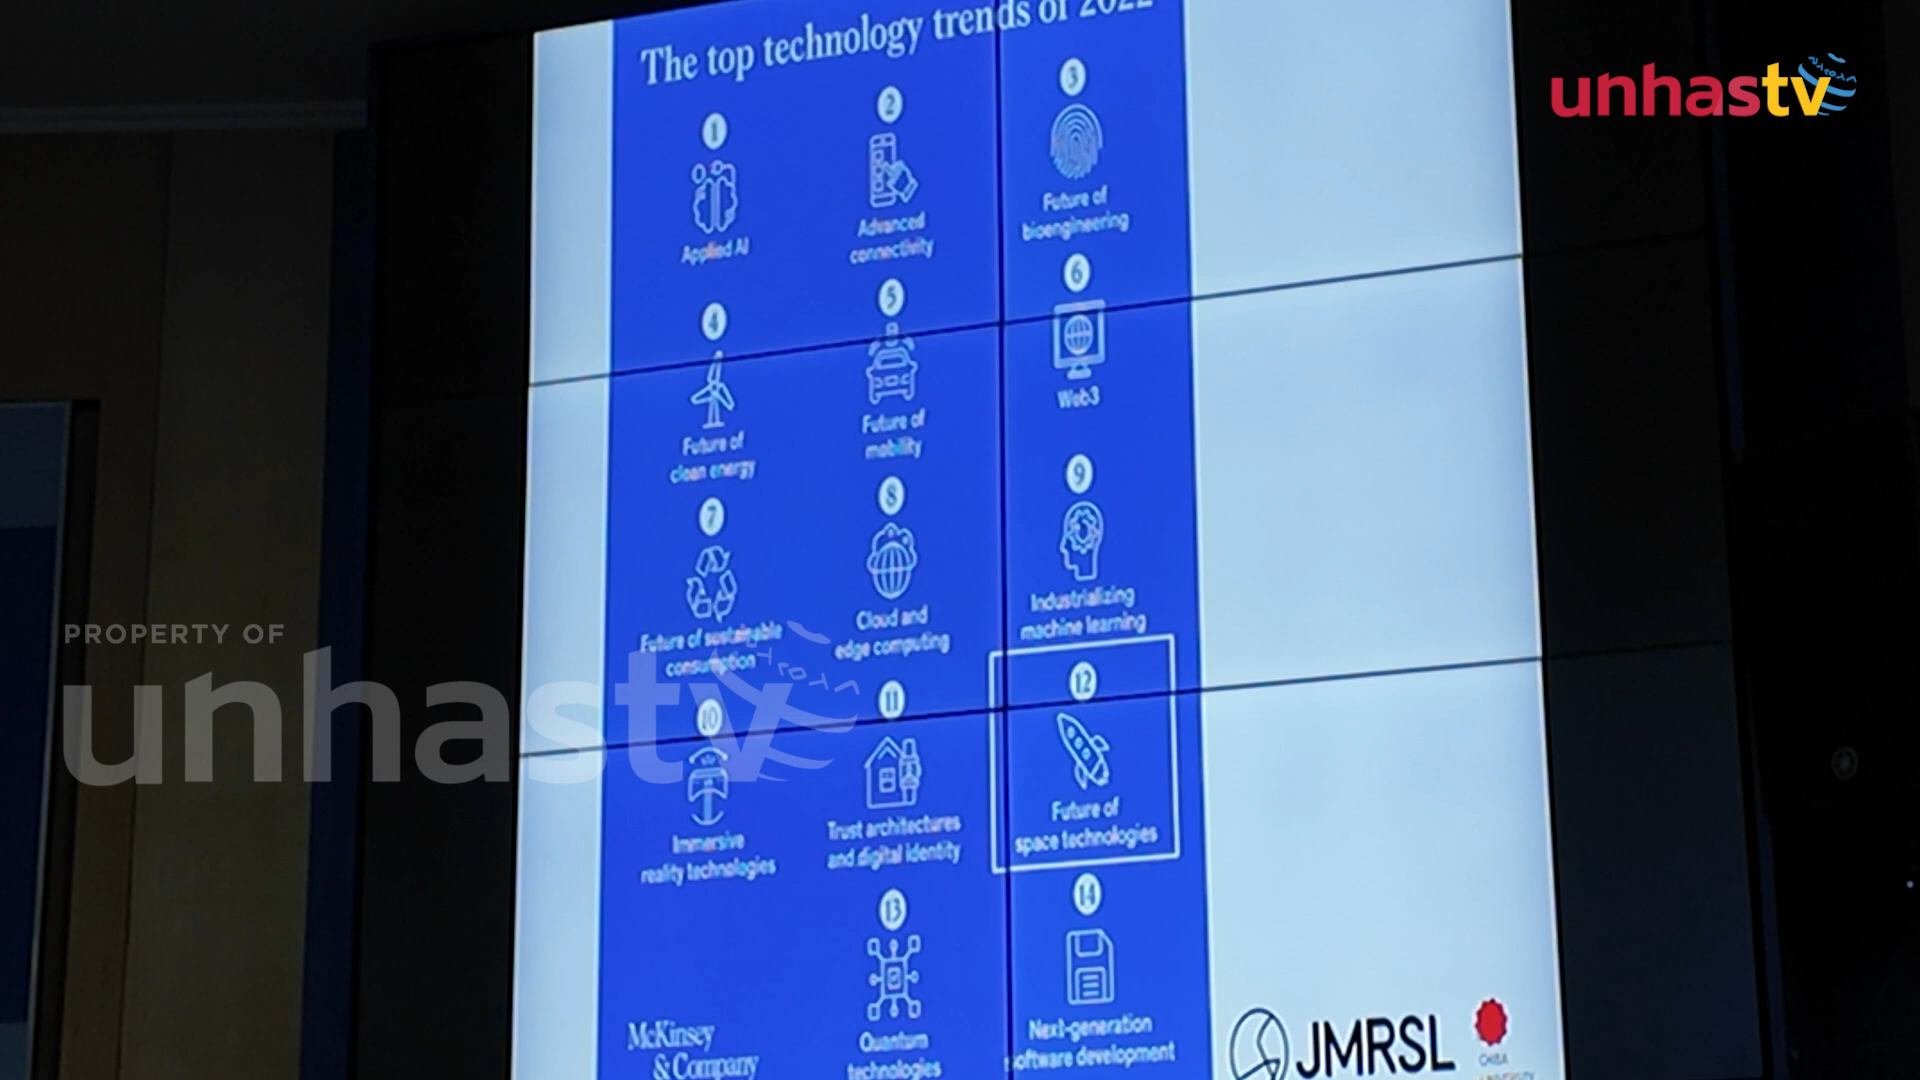 The top technology trends of 2022
unhastv
1
Applied AI
2
Advanced
connectivity
3
Future of
bioengineering
4
Future of
clean energy
5
Future of
mobility
6
Web3
7
Future of sustainable
consumption
8
Cloud and
edge computing
9
Industrializing
machine learning
10
Immersive
reality technologies
11
Trust architectures
and digital identity
12
Future of
space technologies
13
Quantum
technologies
14
Next-generation
software development
McKinsey
& Company
JMRSL
CHIBA
UNIVERSITY
PROPERTY OF
unhastv